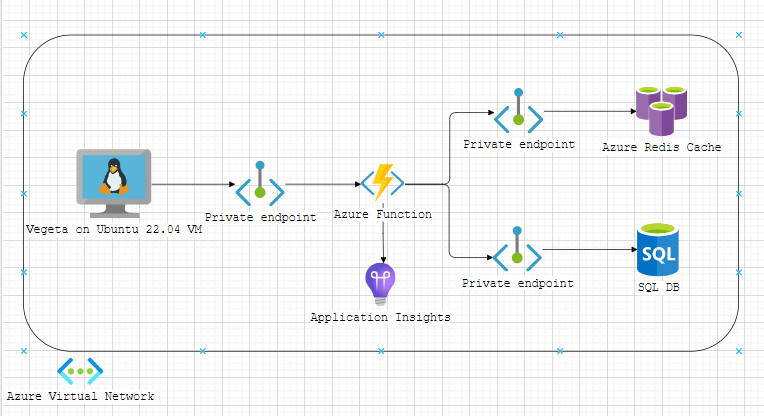 Private endpoint
Azure Redis Cache
Vegeta on Ubuntu 22.04 VM
Private endpoint
Azure Function
Private endpoint
SQL
SQL DB
Application Insights
Azure Virtual Network